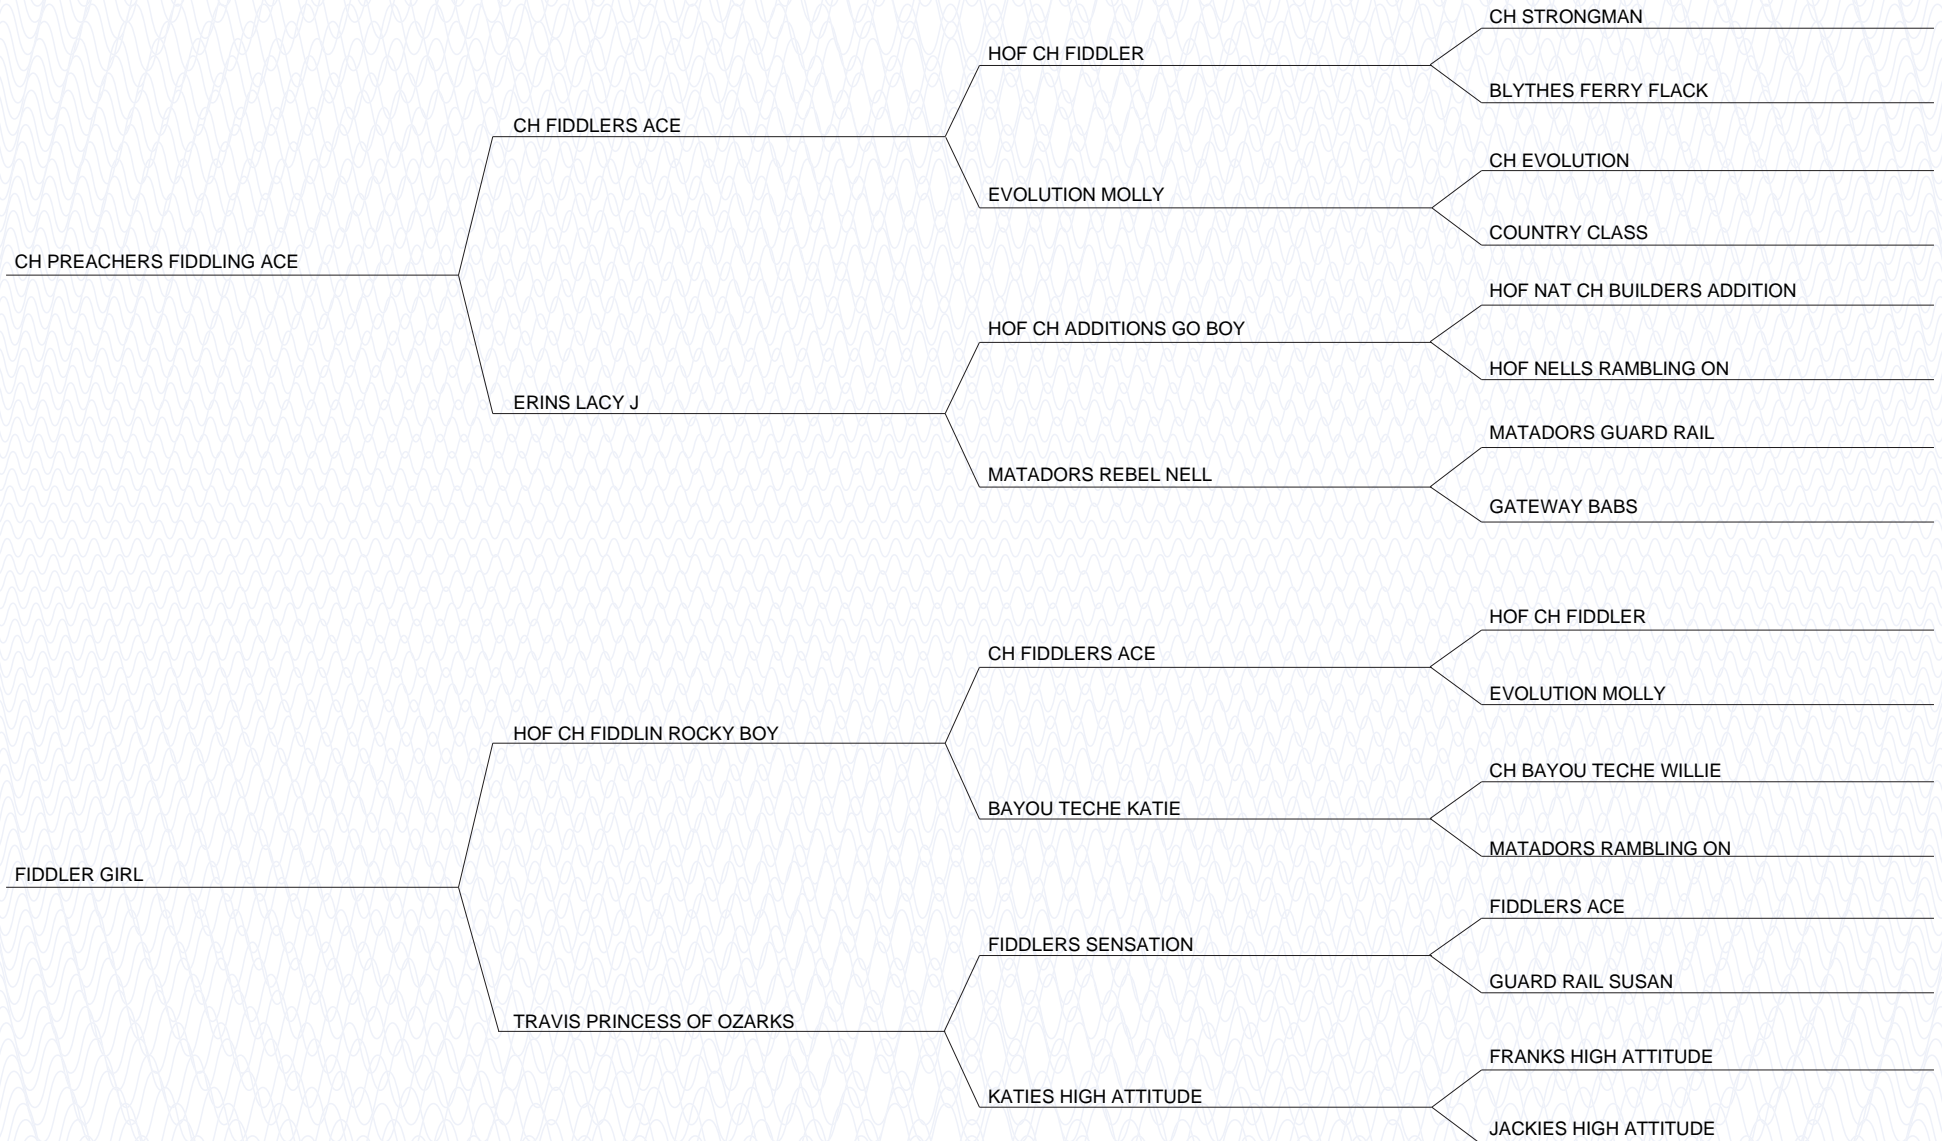 CH STRONGMAN
HOF CH FIDDLER
BLYTHES FERRY FLACK
CH FIDDLERS ACE
CH EVOLUTION
EVOLUTION MOLLY
COUNTRY CLASS
CH PREACHERS FIDDLING ACE
HOF NAT CH BUILDERS ADDITION
HOF CH ADDITIONS GO BOY
HOF NELLS RAMBLING ON
ERINS LACY J
MATADORS GUARD RAIL
MATADORS REBEL NELL
GATEWAY BABS
HOF CH FIDDLER
CH FIDDLERS ACE
EVOLUTION MOLLY
HOF CH FIDDLIN ROCKY BOY
CH BAYOU TECHE WILLIE
BAYOU TECHE KATIE
MATADORS RAMBLING ON
FIDDLER GIRL
FIDDLERS ACE
FIDDLERS SENSATION
GUARD RAIL SUSAN
TRAVIS PRINCESS OF OZARKS
FRANKS HIGH ATTITUDE
KATIES HIGH ATTITUDE
JACKIES HIGH ATTITUDE